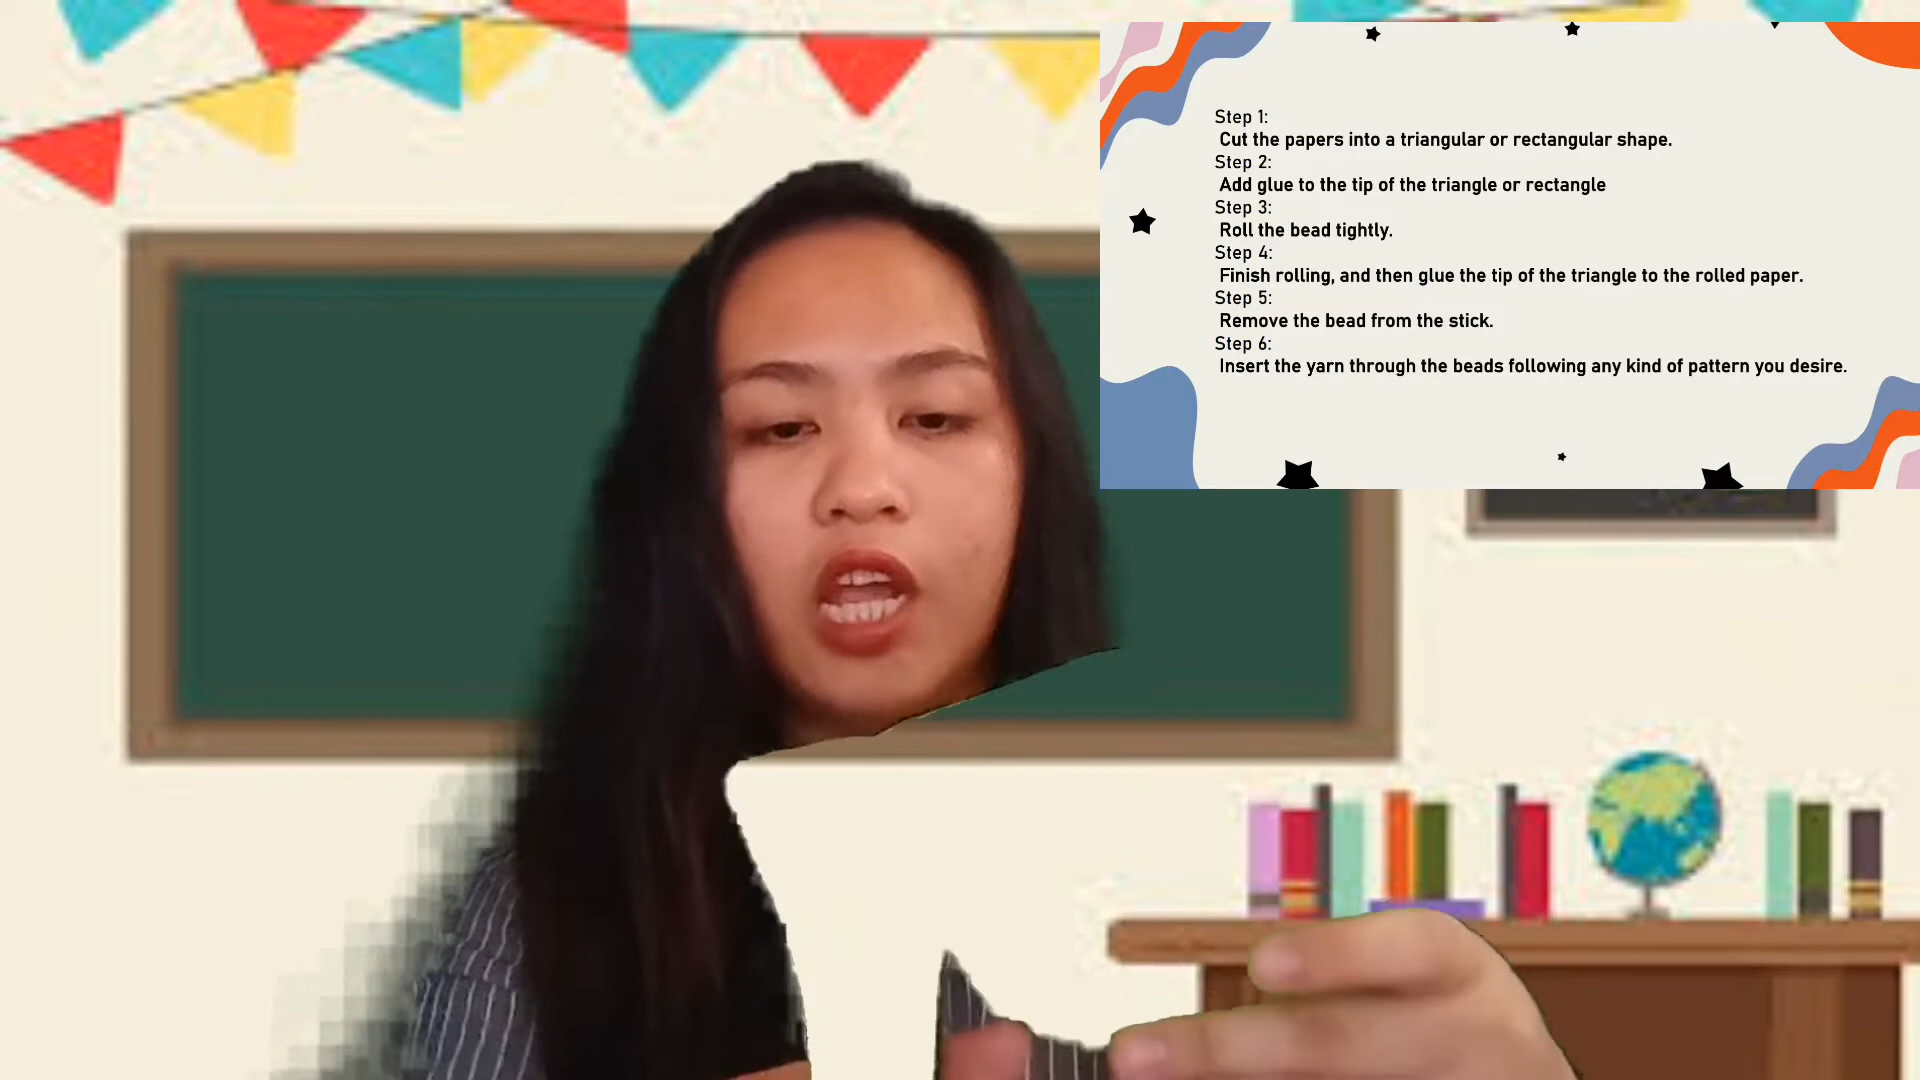 Step 1:
Cut the papers into a triangular or rectangular shape.
Step 2:
Add glue to the tip of the triangle or rectangle
Step 3:
Roll the bead tightly.
Step 4:
Finish rolling, and then glue the tip of the triangle to the rolled paper.
Step 5:
Remove the bead from the stick.
Step 6:
Insert the yarn through the beads following any kind of pattern you desire.